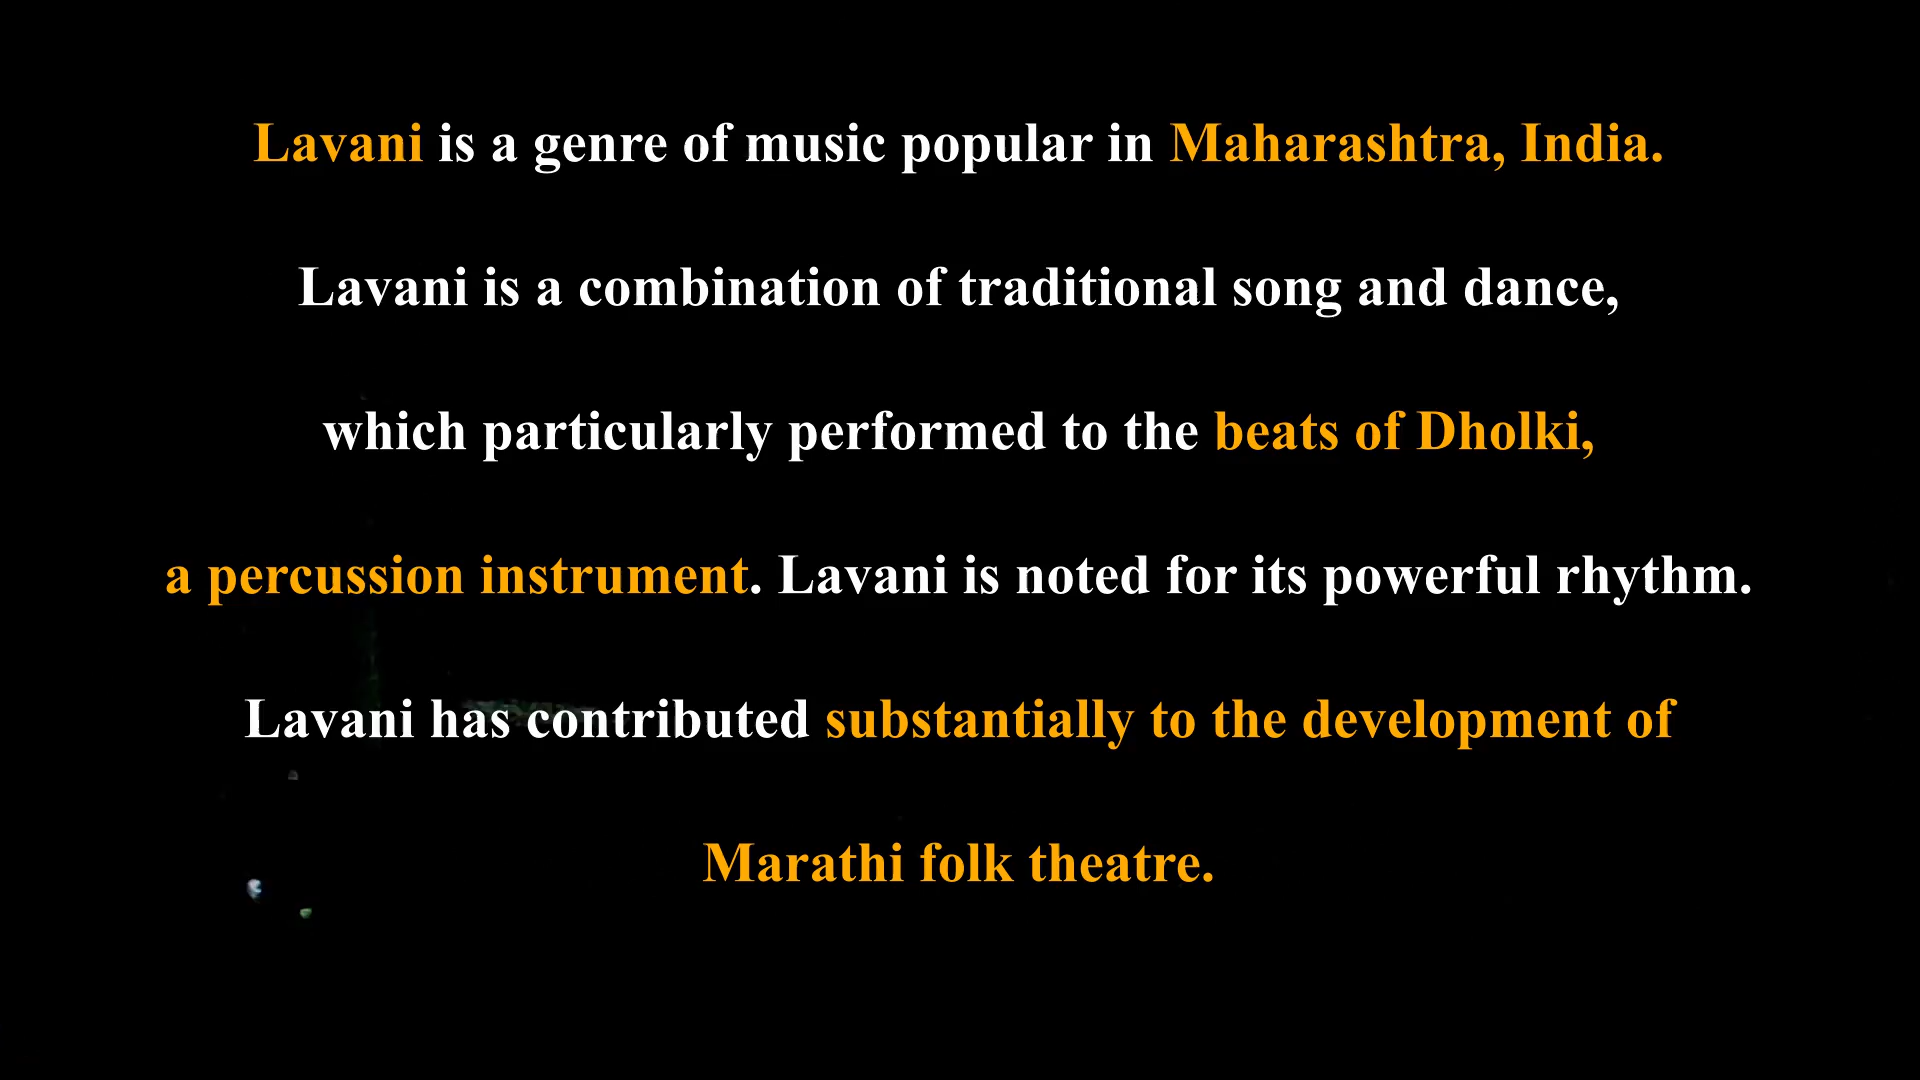 Lavani is a genre of music popular in Maharashtra, India.
Lavani is a combination of traditional song and dance,
which particularly performed to the beats of Dholki,
a percussion instrument. Lavani is noted for its powerful rhythm.
Lavani has contributed substantially to the development of
Marathi folk theatre.